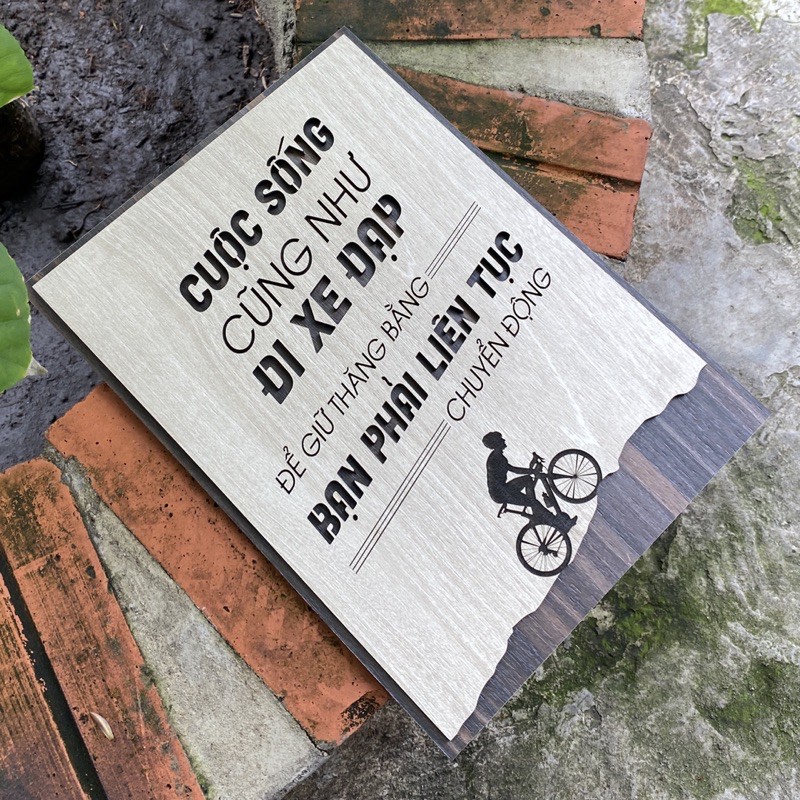 CUỘC SỐNG
CŨNG NHƯ
ĐI XE ĐẠP
ĐỂ GIỮ THĂNG BẰNG
BẠN PHẢI LIÊN TỤC
CHUYỂN ĐỘNG